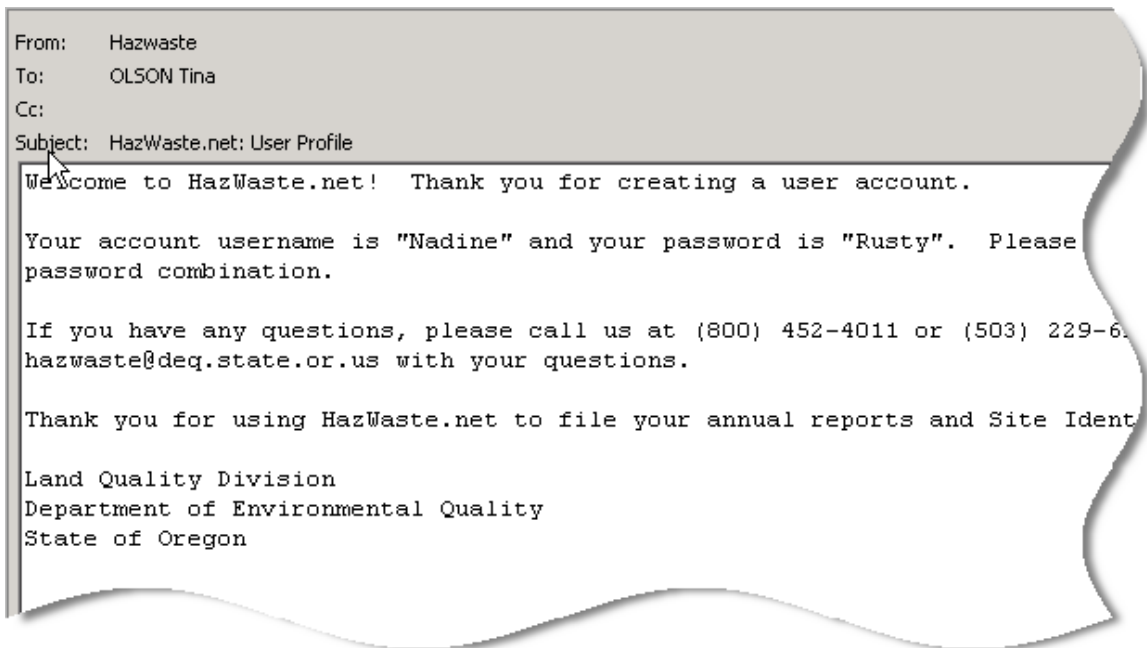 From: Hazwaste
To: OLSON Tina
Cc:
Subject: HazWaste.net: User Profile
Welcome to HazWaste.net! Thank you for creating a user account.
Your account username is "Nadine" and your password is "Rusty". Please
password combination.
If you have any questions, please call us at (800) 452-4011 or (503) 229-6
hazwaste@deq.state.or.us with your questions.
Thank you for using HazWaste.net to file your annual reports and Site Ident
Land Quality Division
Department of Environmental Quality
State of Oregon